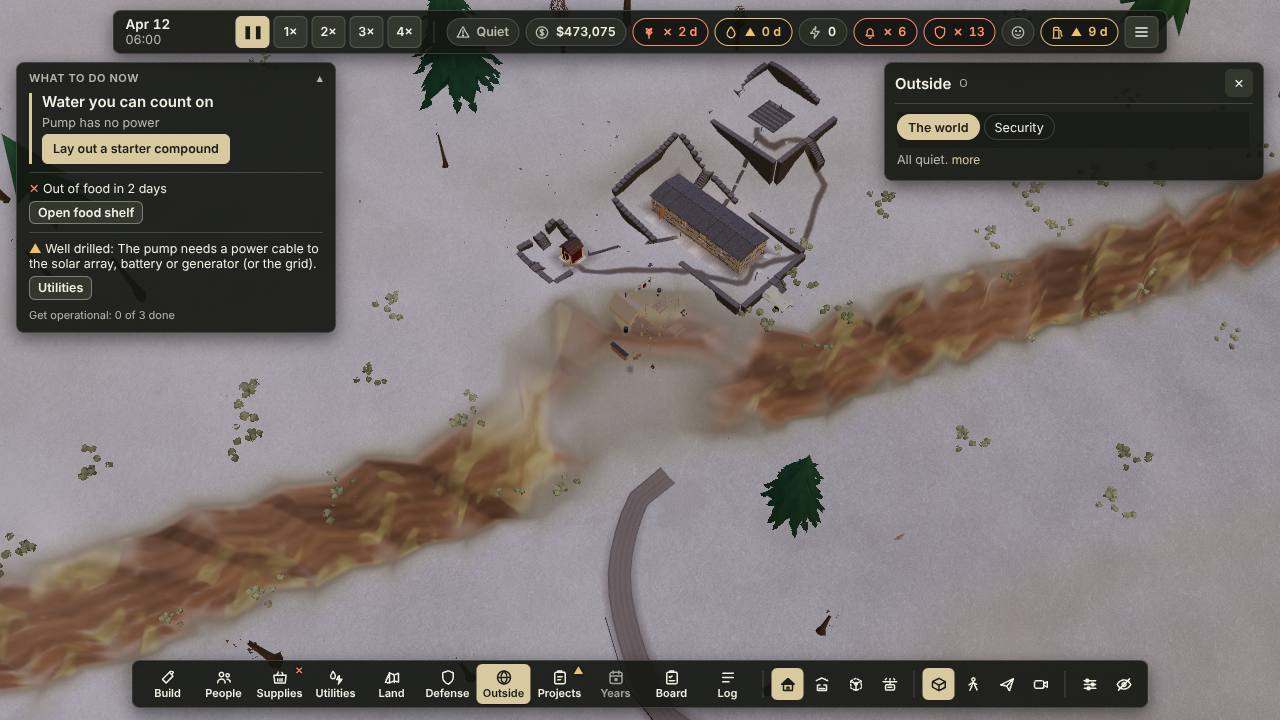 Apr 12
06:00
1×
2×
3×
4×
Quiet
$473,075
× 2 d
0 d
0
× 6
× 13
9 d
WHAT TO DO NOW
Water you can count on
Pump has no power
Lay out a starter compound
× Out of food in 2 days
Open food shelf
Well drilled: The pump needs a power cable to
the solar array, battery or generator (or the grid).
Utilities
Get operational: 0 of 3 done
Outside O
The world
Security
All quiet. more
Build
People
Supplies
Utilities
Land
Defense
Outside
Projects
Years
Board
Log